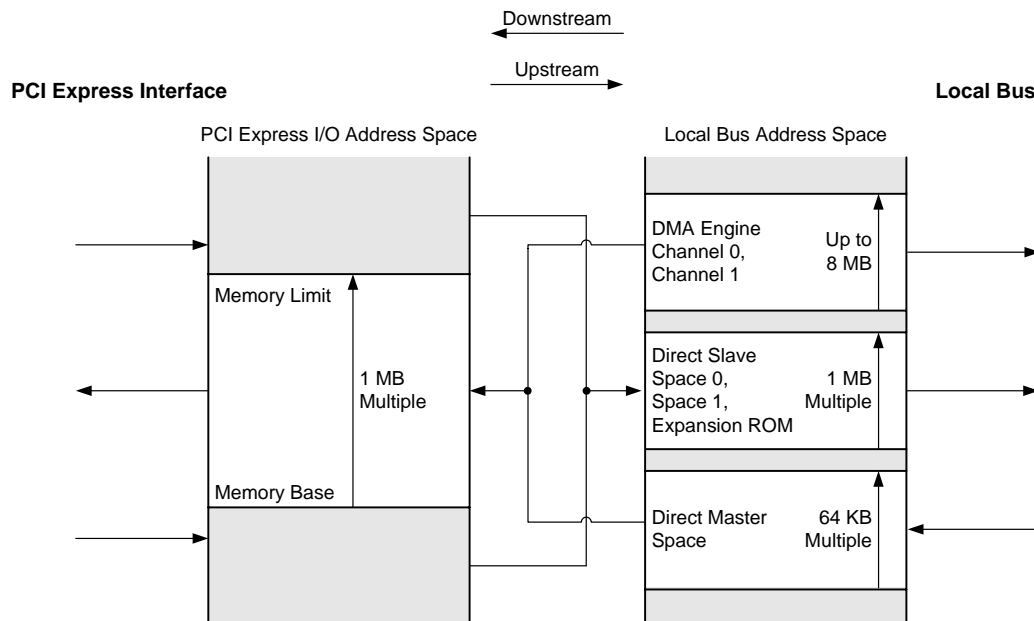 Downstream
Upstream
PCI Express Interface
Local Bus
PCI Express I/O Address Space
Local Bus Address Space
Memory Limit
1 MB
Multiple
Memory Base
DMA Engine
Channel 0,
Channel 1
Up to
8 MB
Direct Slave
Space 0,
Space 1,
Expansion ROM
1 MB
Multiple
Direct Master
Space
64 KB
Multiple